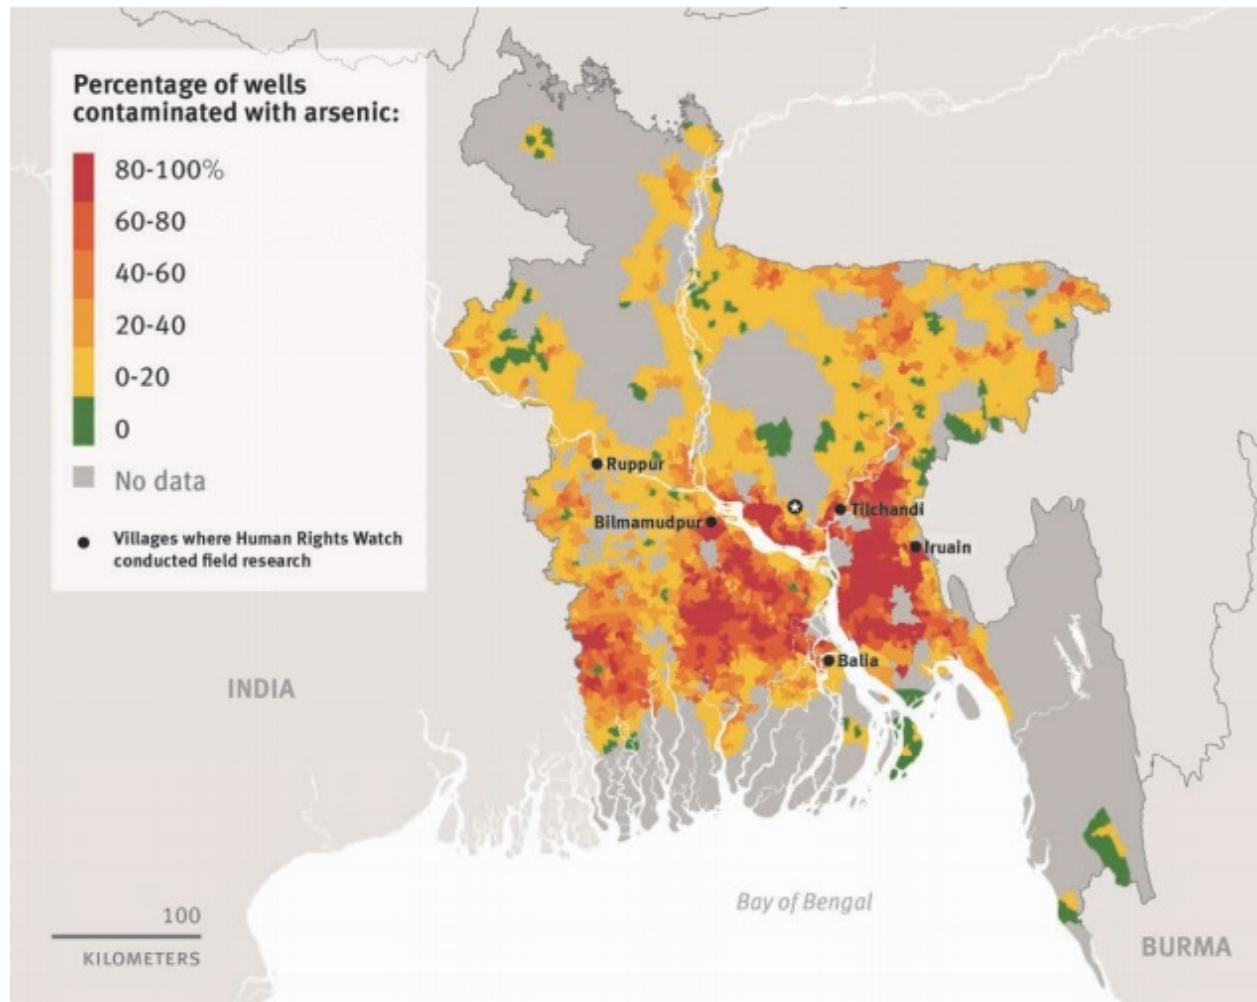 Percentage of wells
contaminated with arsenic:
80-100%
60-80
40-60
20-40
0-20
0
No data
Villages where Human Rights Watch
conducted field research
Ruppur
Bilmamudpur
Tilchandi
Iruain
Balia
INDIA
Bay of Bengal
BURMA
100
KILOMETERS